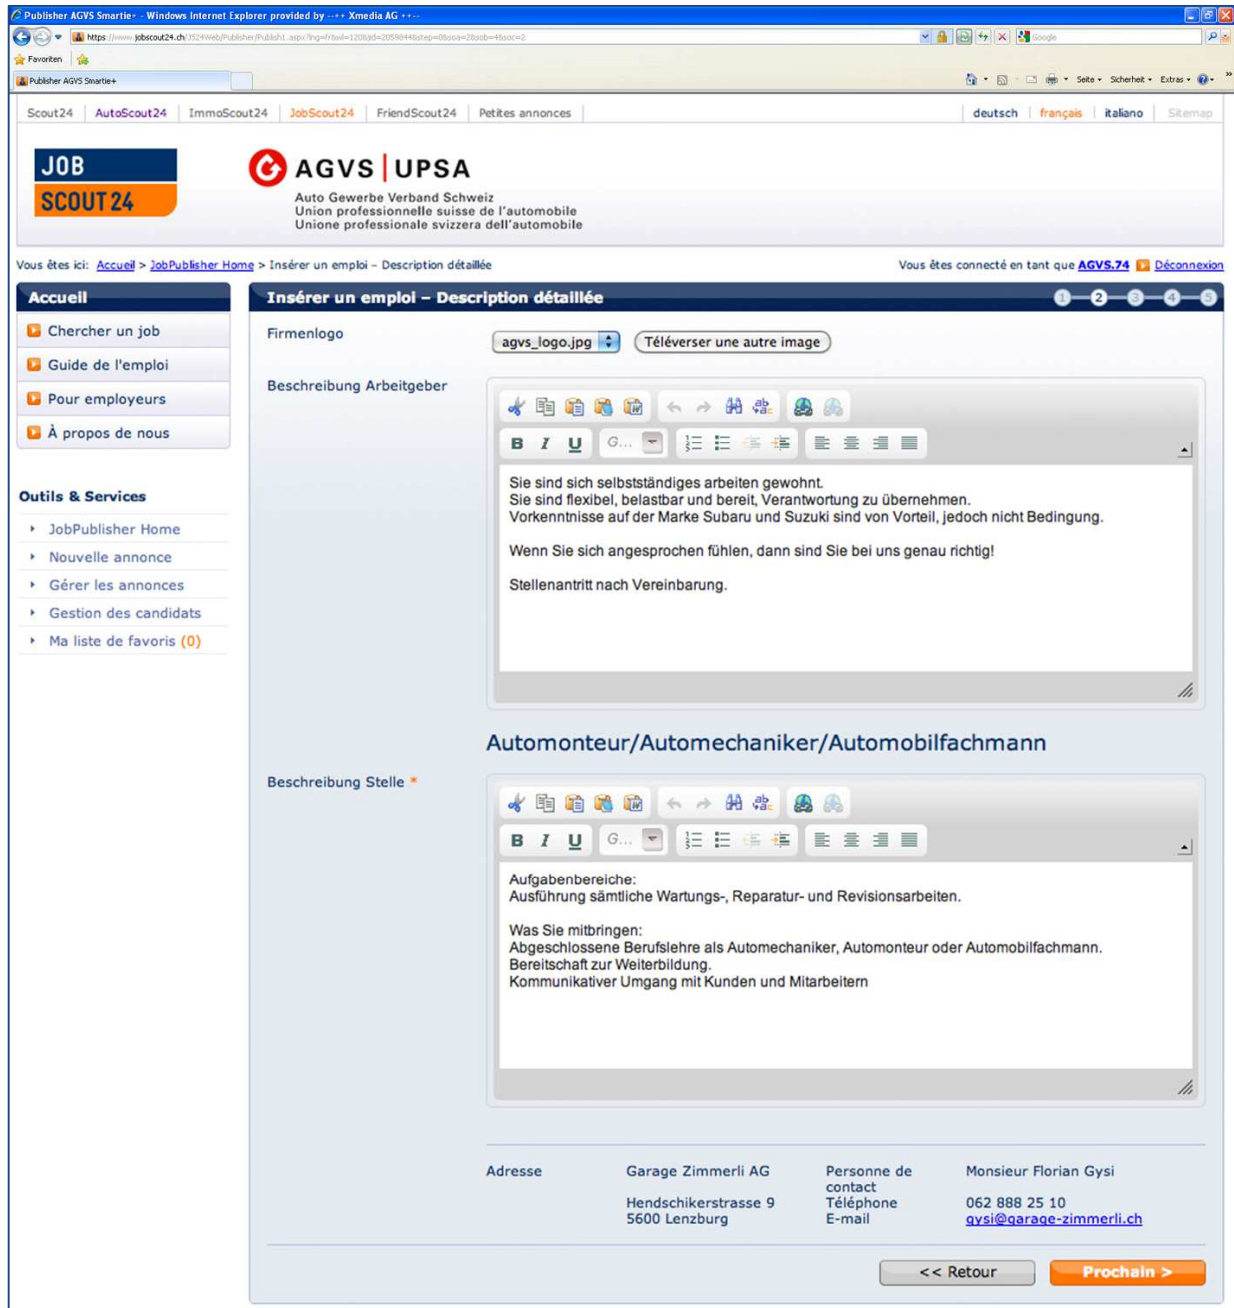 Publisher AGVS Smartie+ - Windows Internet Explorer provided by --++ Xmedia AG ++--
Google
Favoriten
Publisher AGVS Smartie+
Seite Sicherheit Extras
Scout24 AutoScout24 ImmoScout24 JobScout24 FriendScout24 Petites annonces deutsch français italiano Sitemap
JOB
SCOUT 24
AGVS | UPSA
Auto Gewerbe Verband Schweiz
Union professionnelle suisse de l'automobile
Unione professionale svizzera dell'automobile
Vous êtes ici: Accueil > JobPublisher Home > Insérer un emploi – Description détaillée Vous êtes connecté en tant que AGVS.74 Déconnexion
Accueil
Chercher un job
Guide de l'emploi
Pour employeurs
À propos de nous
Outils & Services
JobPublisher Home
Nouvelle annonce
Gérer les annonces
Gestion des candidats
Ma liste de favoris (0)
Insérer un emploi – Description détaillée 1 2 3 4 5
Firmenlogo agvs_logo.jpg Téléverser une autre image
Beschreibung Arbeitgeber
B I U G...
Sie sind sich selbstständiges arbeiten gewohnt.
Sie sind flexibel, belastbar und bereit, Verantwortung zu übernehmen.
Vorkenntnisse auf der Marke Subaru und Suzuki sind von Vorteil, jedoch nicht Bedingung.
Wenn Sie sich angesprochen fühlen, dann sind Sie bei uns genau richtig!
Stellenantritt nach Vereinbarung.
Automonteur/Automechaniker/Automobilfachmann
Beschreibung Stelle *
B I U G...
Aufgabenbereiche:
Ausführung sämtliche Wartungs-, Reparatur- und Revisionsarbeiten.
Was Sie mitbringen:
Abgeschlossene Berufslehre als Automechaniker, Automonteur oder Automobilfachmann.
Bereitschaft zur Weiterbildung.
Kommunikativer Umgang mit Kunden und Mitarbeitern
Adresse Garage Zimmerli AG Personne de contact Monsieur Florian Gysi
Hendschikerstrasse 9 Téléphone 062 888 25 10
5600 Lenzburg E-mail gysi@garage-zimmerli.ch
<< Retour Prochain >